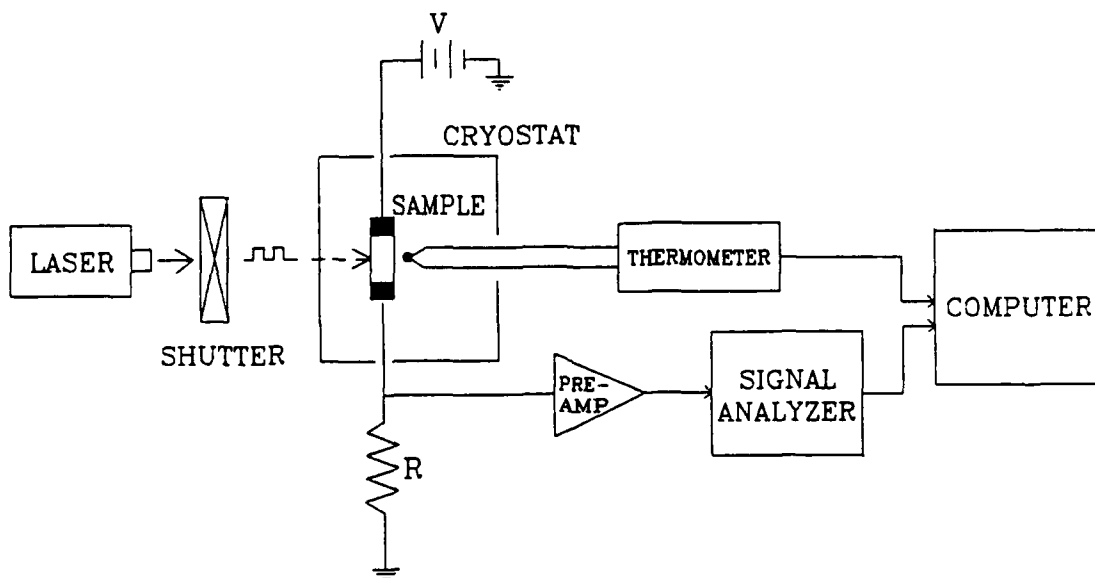 V
CRYOSTAT
SAMPLE
LASER
THERMOMETER
COMPUTER
SHUTTER
PRE-
AMP
SIGNAL
ANALYZER
R